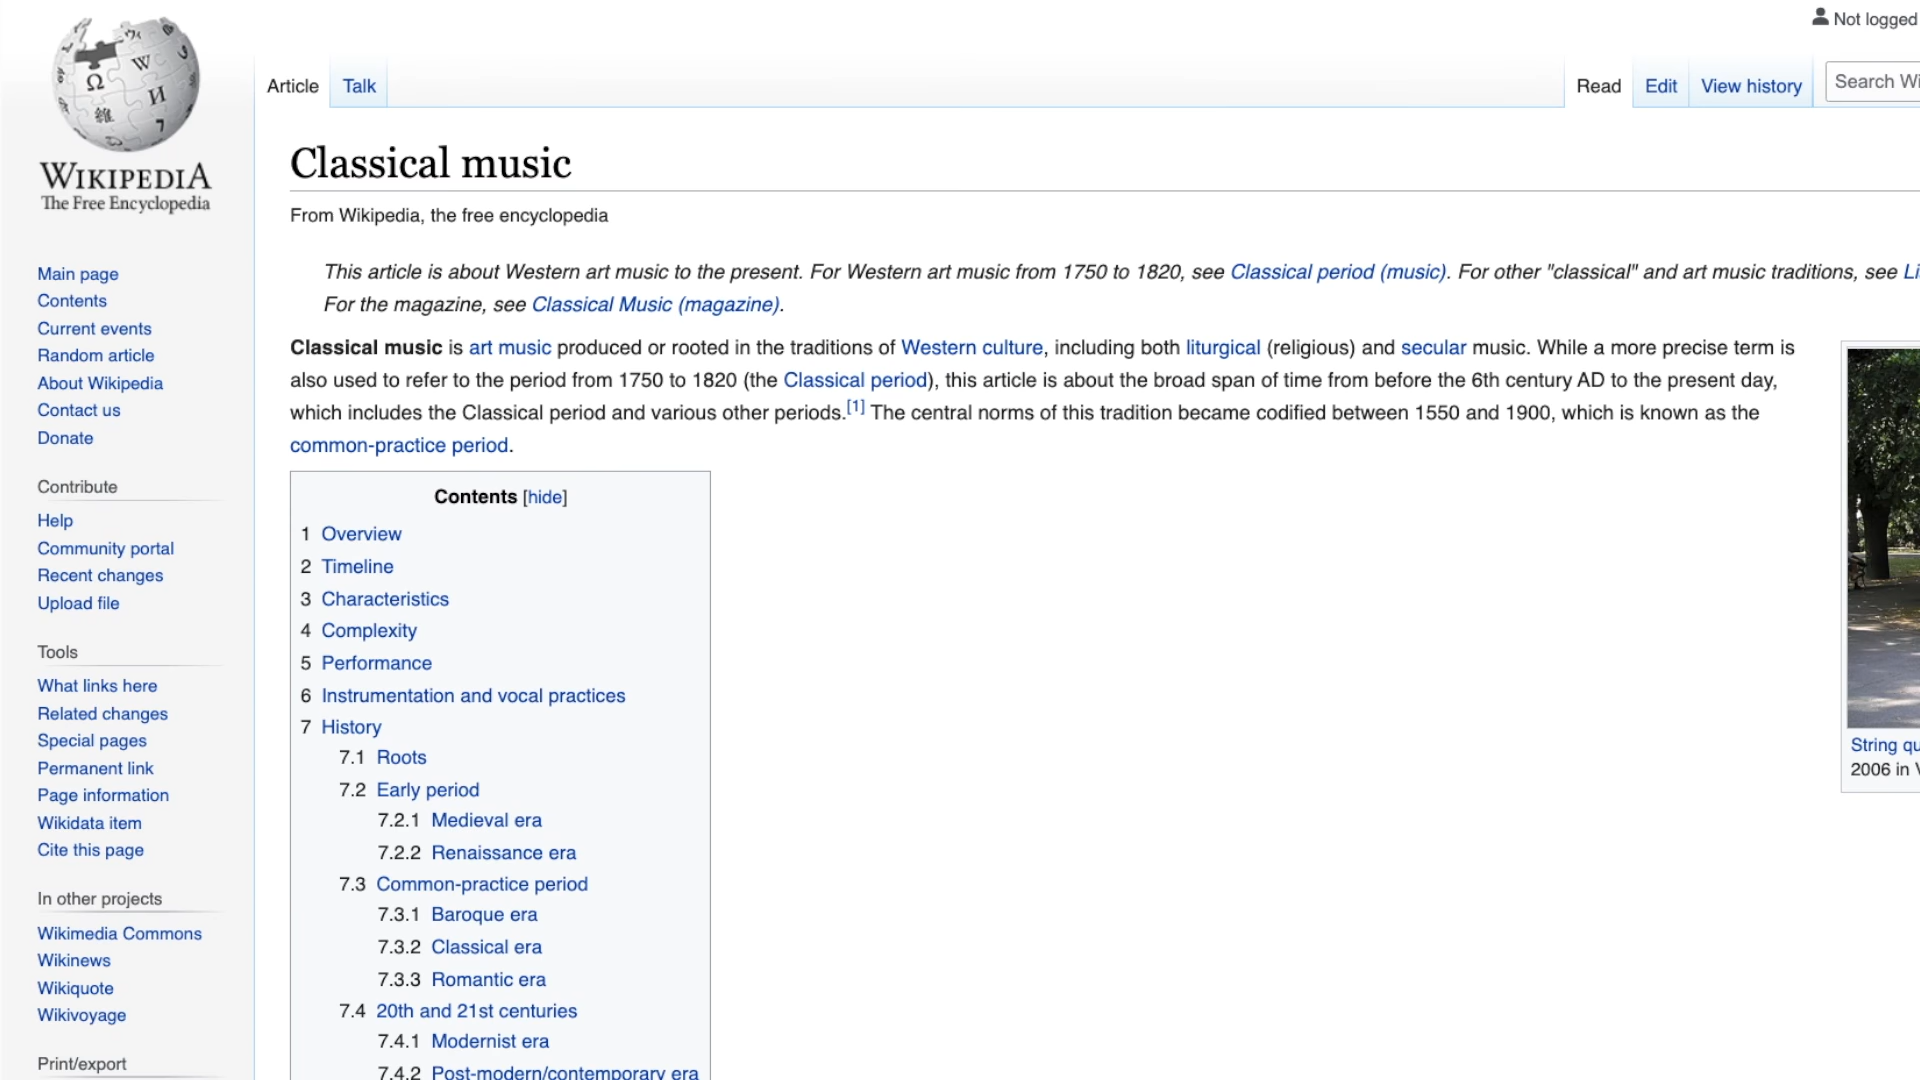 Not logged
Article Talk Read Edit View history Search Wi
WIKIPEDIA
The Free Encyclopedia
Main page
Contents
Current events
Random article
About Wikipedia
Contact us
Donate
Contribute
Help
Community portal
Recent changes
Upload file
Tools
What links here
Related changes
Special pages
Permanent link
Page information
Wikidata item
Cite this page
In other projects
Wikimedia Commons
Wikinews
Wikiquote
Wikivoyage
Print/export
Classical music
From Wikipedia, the free encyclopedia
This article is about Western art music to the present. For Western art music from 1750 to 1820, see Classical period (music). For other "classical" and art music traditions, see Li
For the magazine, see Classical Music (magazine).
Classical music is art music produced or rooted in the traditions of Western culture, including both liturgical (religious) and secular music. While a more precise term is
also used to refer to the period from 1750 to 1820 (the Classical period), this article is about the broad span of time from before the 6th century AD to the present day,
which includes the Classical period and various other periods.[1] The central norms of this tradition became codified between 1550 and 1900, which is known as the
common-practice period.
Contents [hide]
1 Overview
2 Timeline
3 Characteristics
4 Complexity
5 Performance
6 Instrumentation and vocal practices
7 History
7.1 Roots
7.2 Early period
7.2.1 Medieval era
7.2.2 Renaissance era
7.3 Common-practice period
7.3.1 Baroque era
7.3.2 Classical era
7.3.3 Romantic era
7.4 20th and 21st centuries
7.4.1 Modernist era
7.4.2 Post-modern/contemporary era
String qu
2006 in V